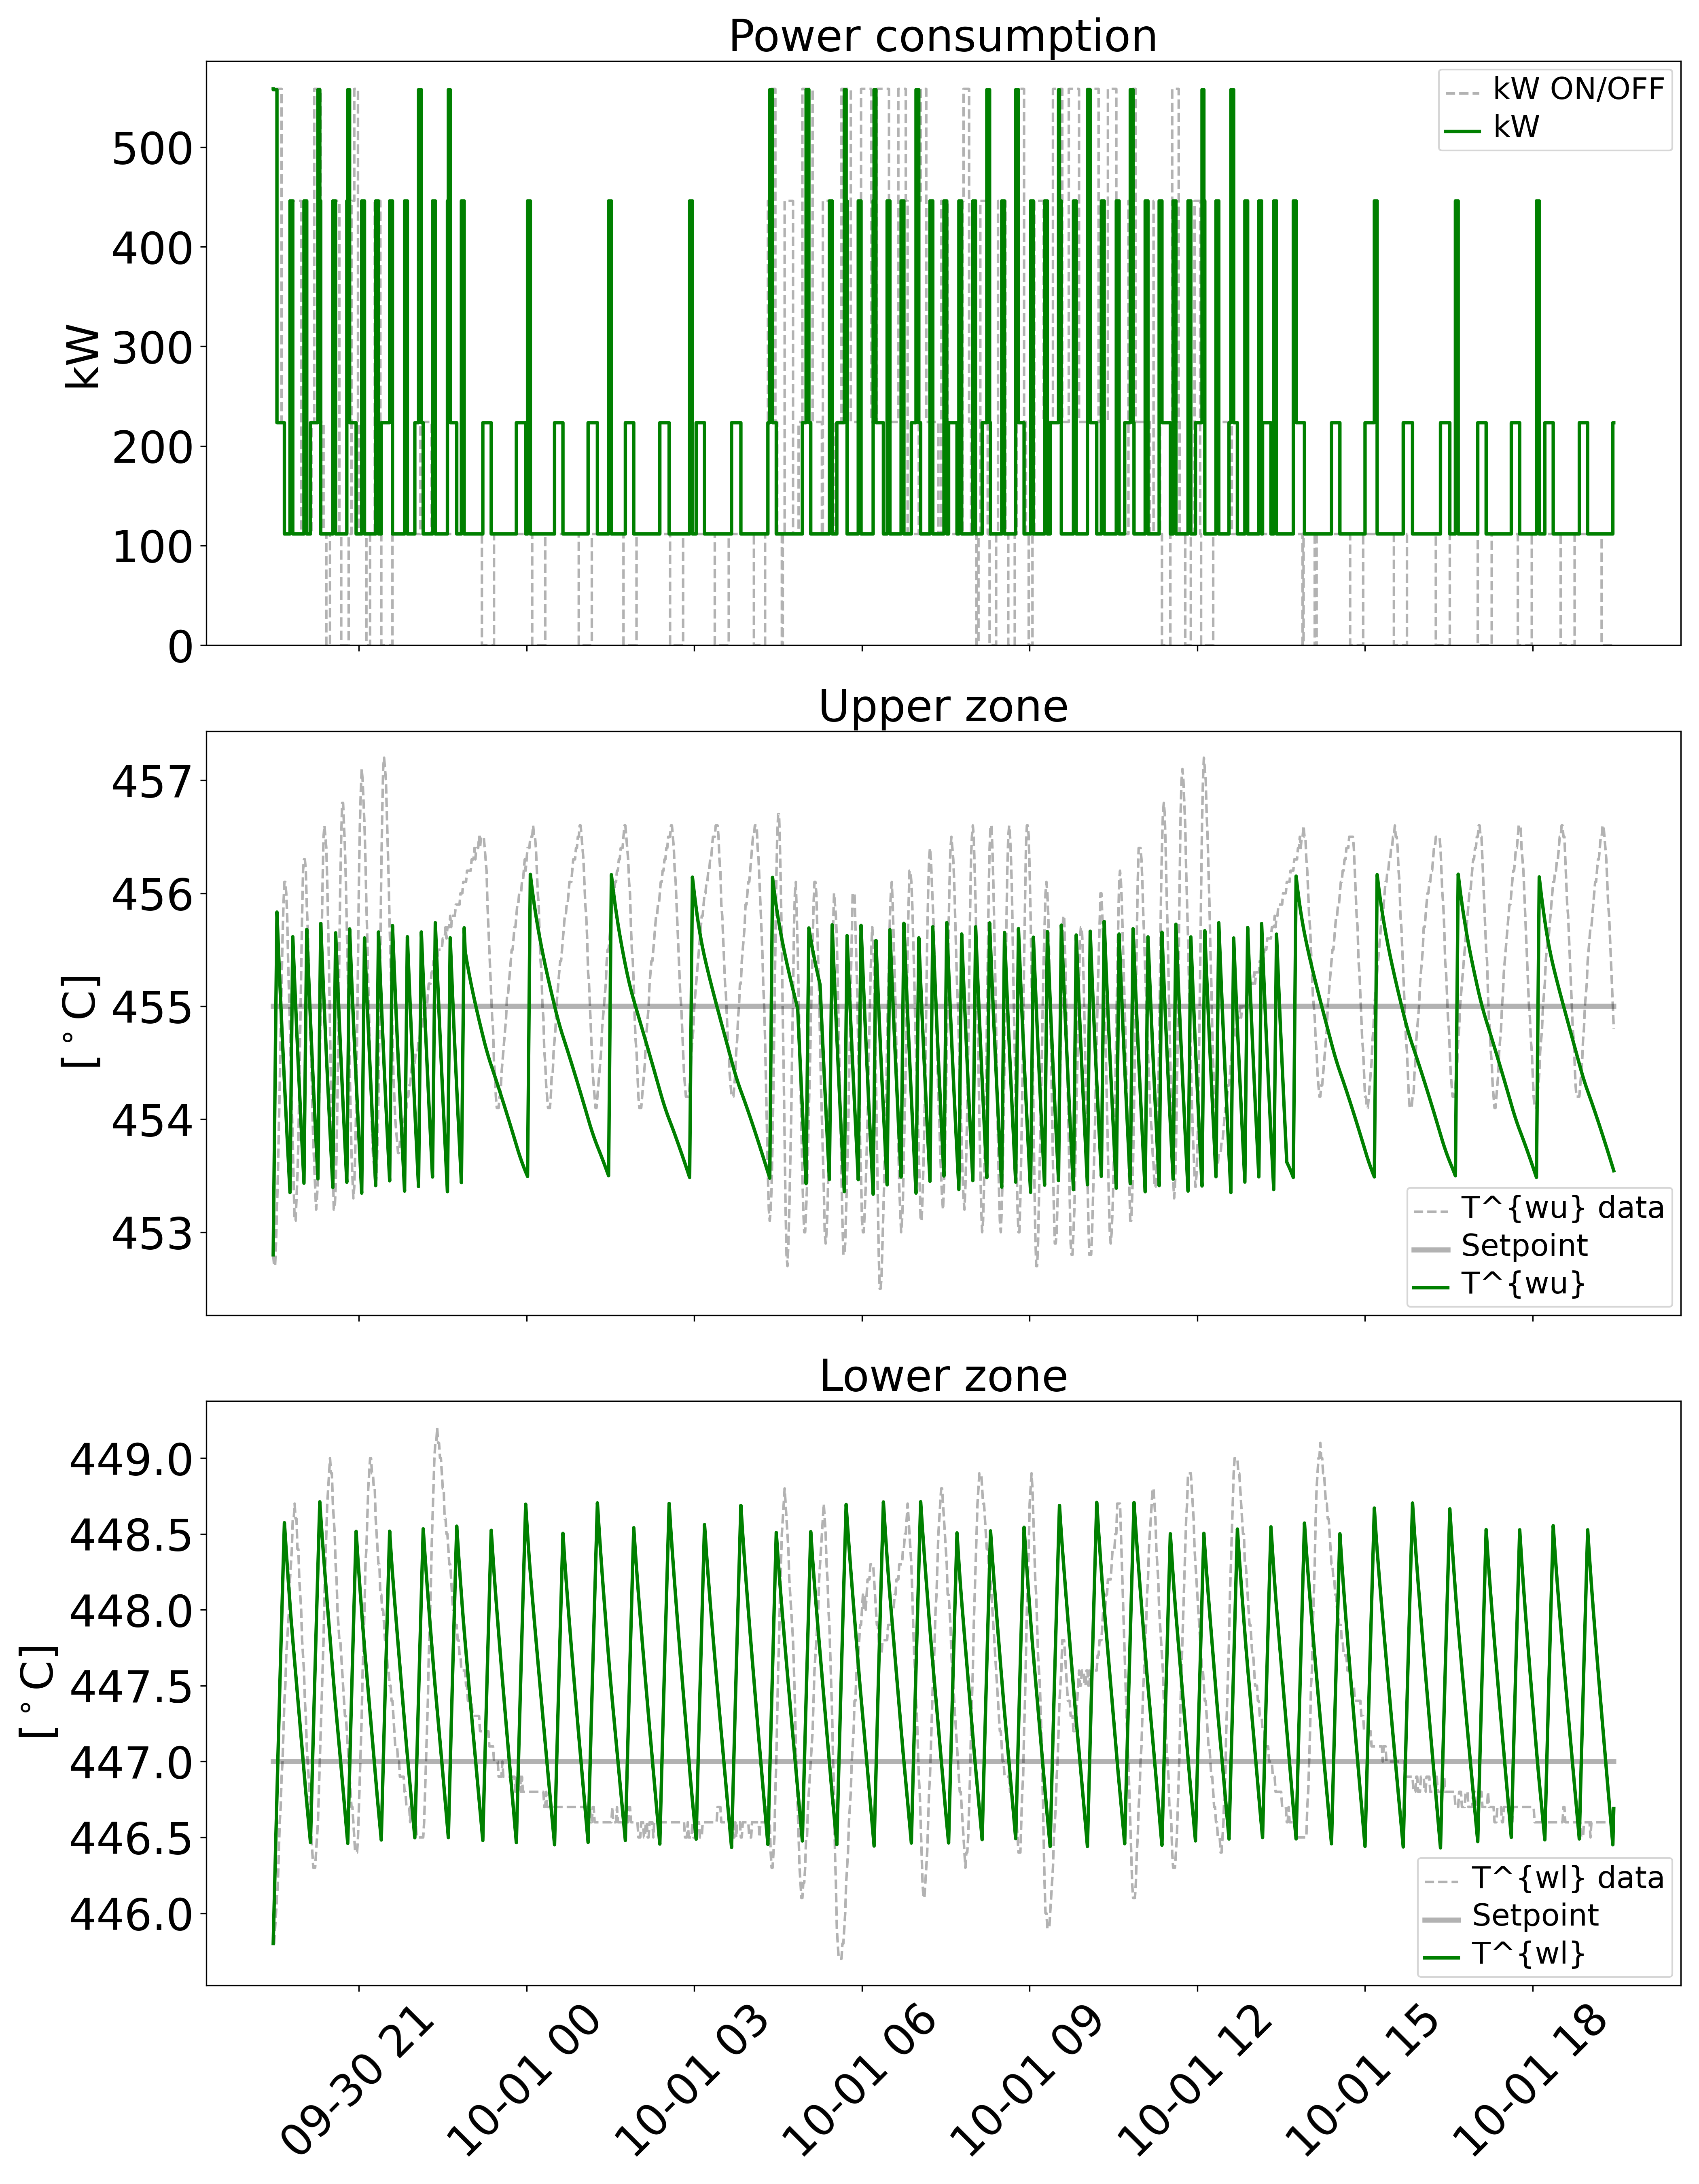 Power consumption
kW ON/OFF
kW
500
400
300
200
100
0
kW
Upper zone
457
456
455
454
453
[°C]
T^{wu} data
Setpoint
T^{wu}
Lower zone
449.0
448.5
448.0
447.5
447.0
446.5
446.0
[°C]
T^{wl} data
Setpoint
T^{wl}
09-30 21
10-01 00
10-01 03
10-01 06
10-01 09
10-01 12
10-01 15
10-01 18